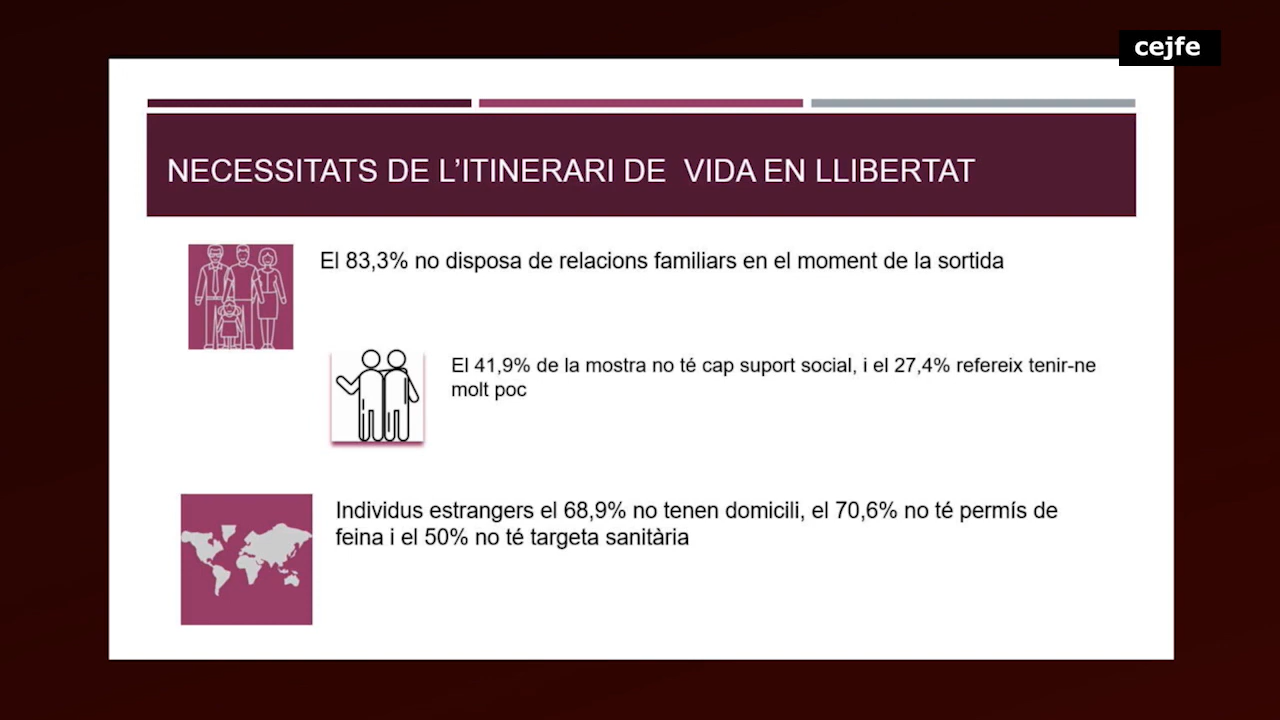 cejfe
NECESSITATS DE L'ITINERARI DE VIDA EN LLIBERTAT
El 83,3% no disposa de relacions familiars en el moment de la sortida
El 41,9% de la mostra no té cap suport social, i el 27,4% refereix tenir-ne
molt poc
Individus estrangers el 68,9% no tenen domicili, el 70,6% no té permís de
feina i el 50% no té targeta sanitària